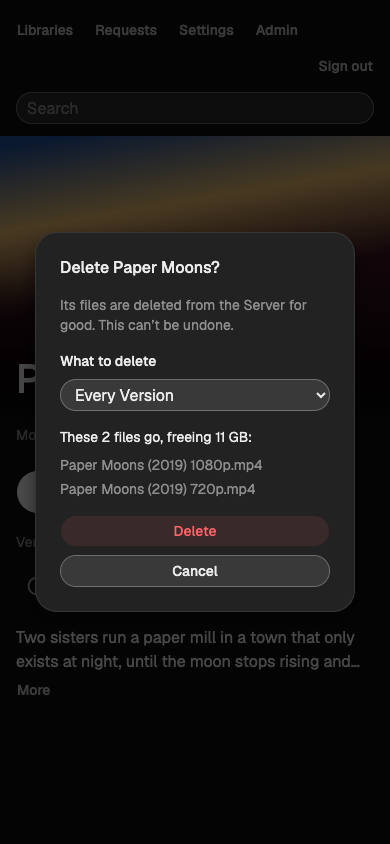 Libraries Requests Settings Admin
Sign out
Search
Delete Paper Moons?
Its files are deleted from the Server for
good. This can't be undone.
What to delete
Every Version
These 2 files go, freeing 11 GB:
Paper Moons (2019) 1080p.mp4
Paper Moons (2019) 720p.mp4
Delete
Cancel
Two sisters run a paper mill in a town that only
exists at night, until the moon stops rising and…
More